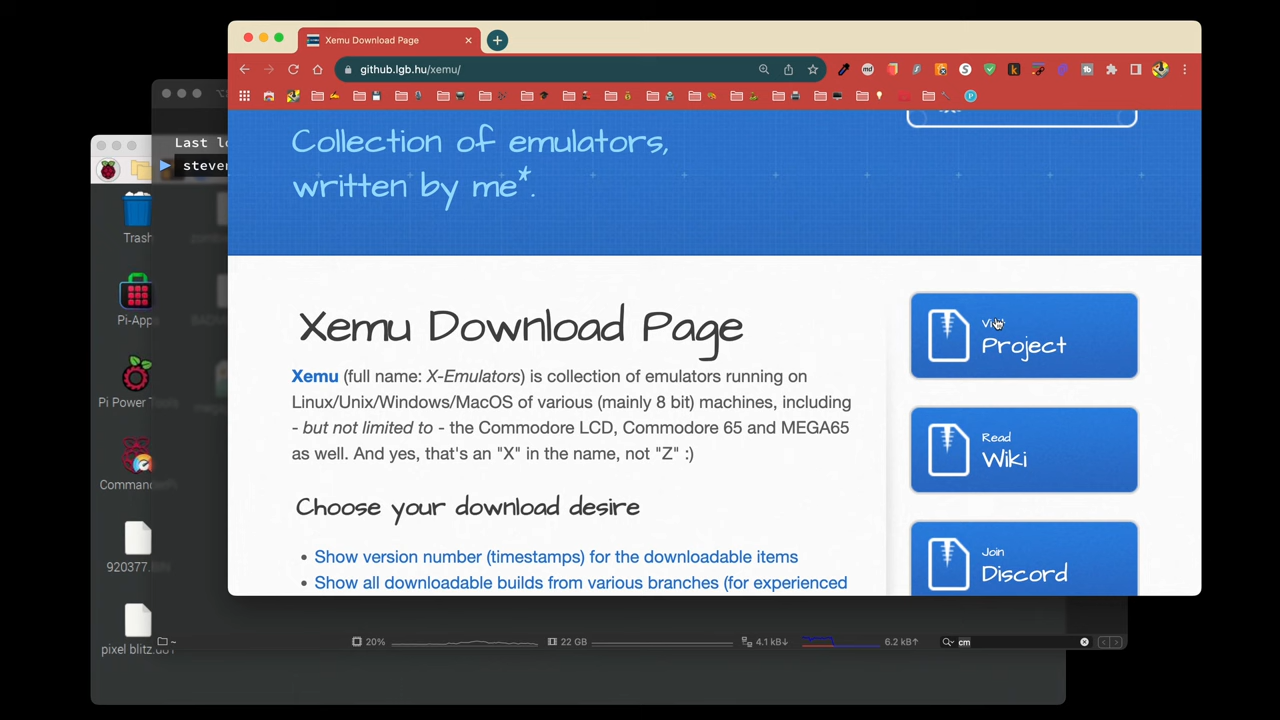 Xemu Download Page
github.lgb.hu/xemu/
Collection of emulators,
written by me*.
Xemu Download Page
Xemu (full name: X-Emulators) is collection of emulators running on
Linux/Unix/Windows/MacOS of various (mainly 8 bit) machines, including
- but not limited to - the Commodore LCD, Commodore 65 and MEGA65
as well. And yes, that's an "X" in the name, not "Z" :)
Choose your download desire
• Show version number (timestamps) for the downloadable items
• Show all downloadable builds from various branches (for experienced
Project
Read
Wiki
Join
Discord
Last lo
steven
Trash
Pi-App
Pi Power T
Comman
920377.
pixel blitz.d
~
20%
22 GB
4.1 kB↓
6.2 kB↑
cm